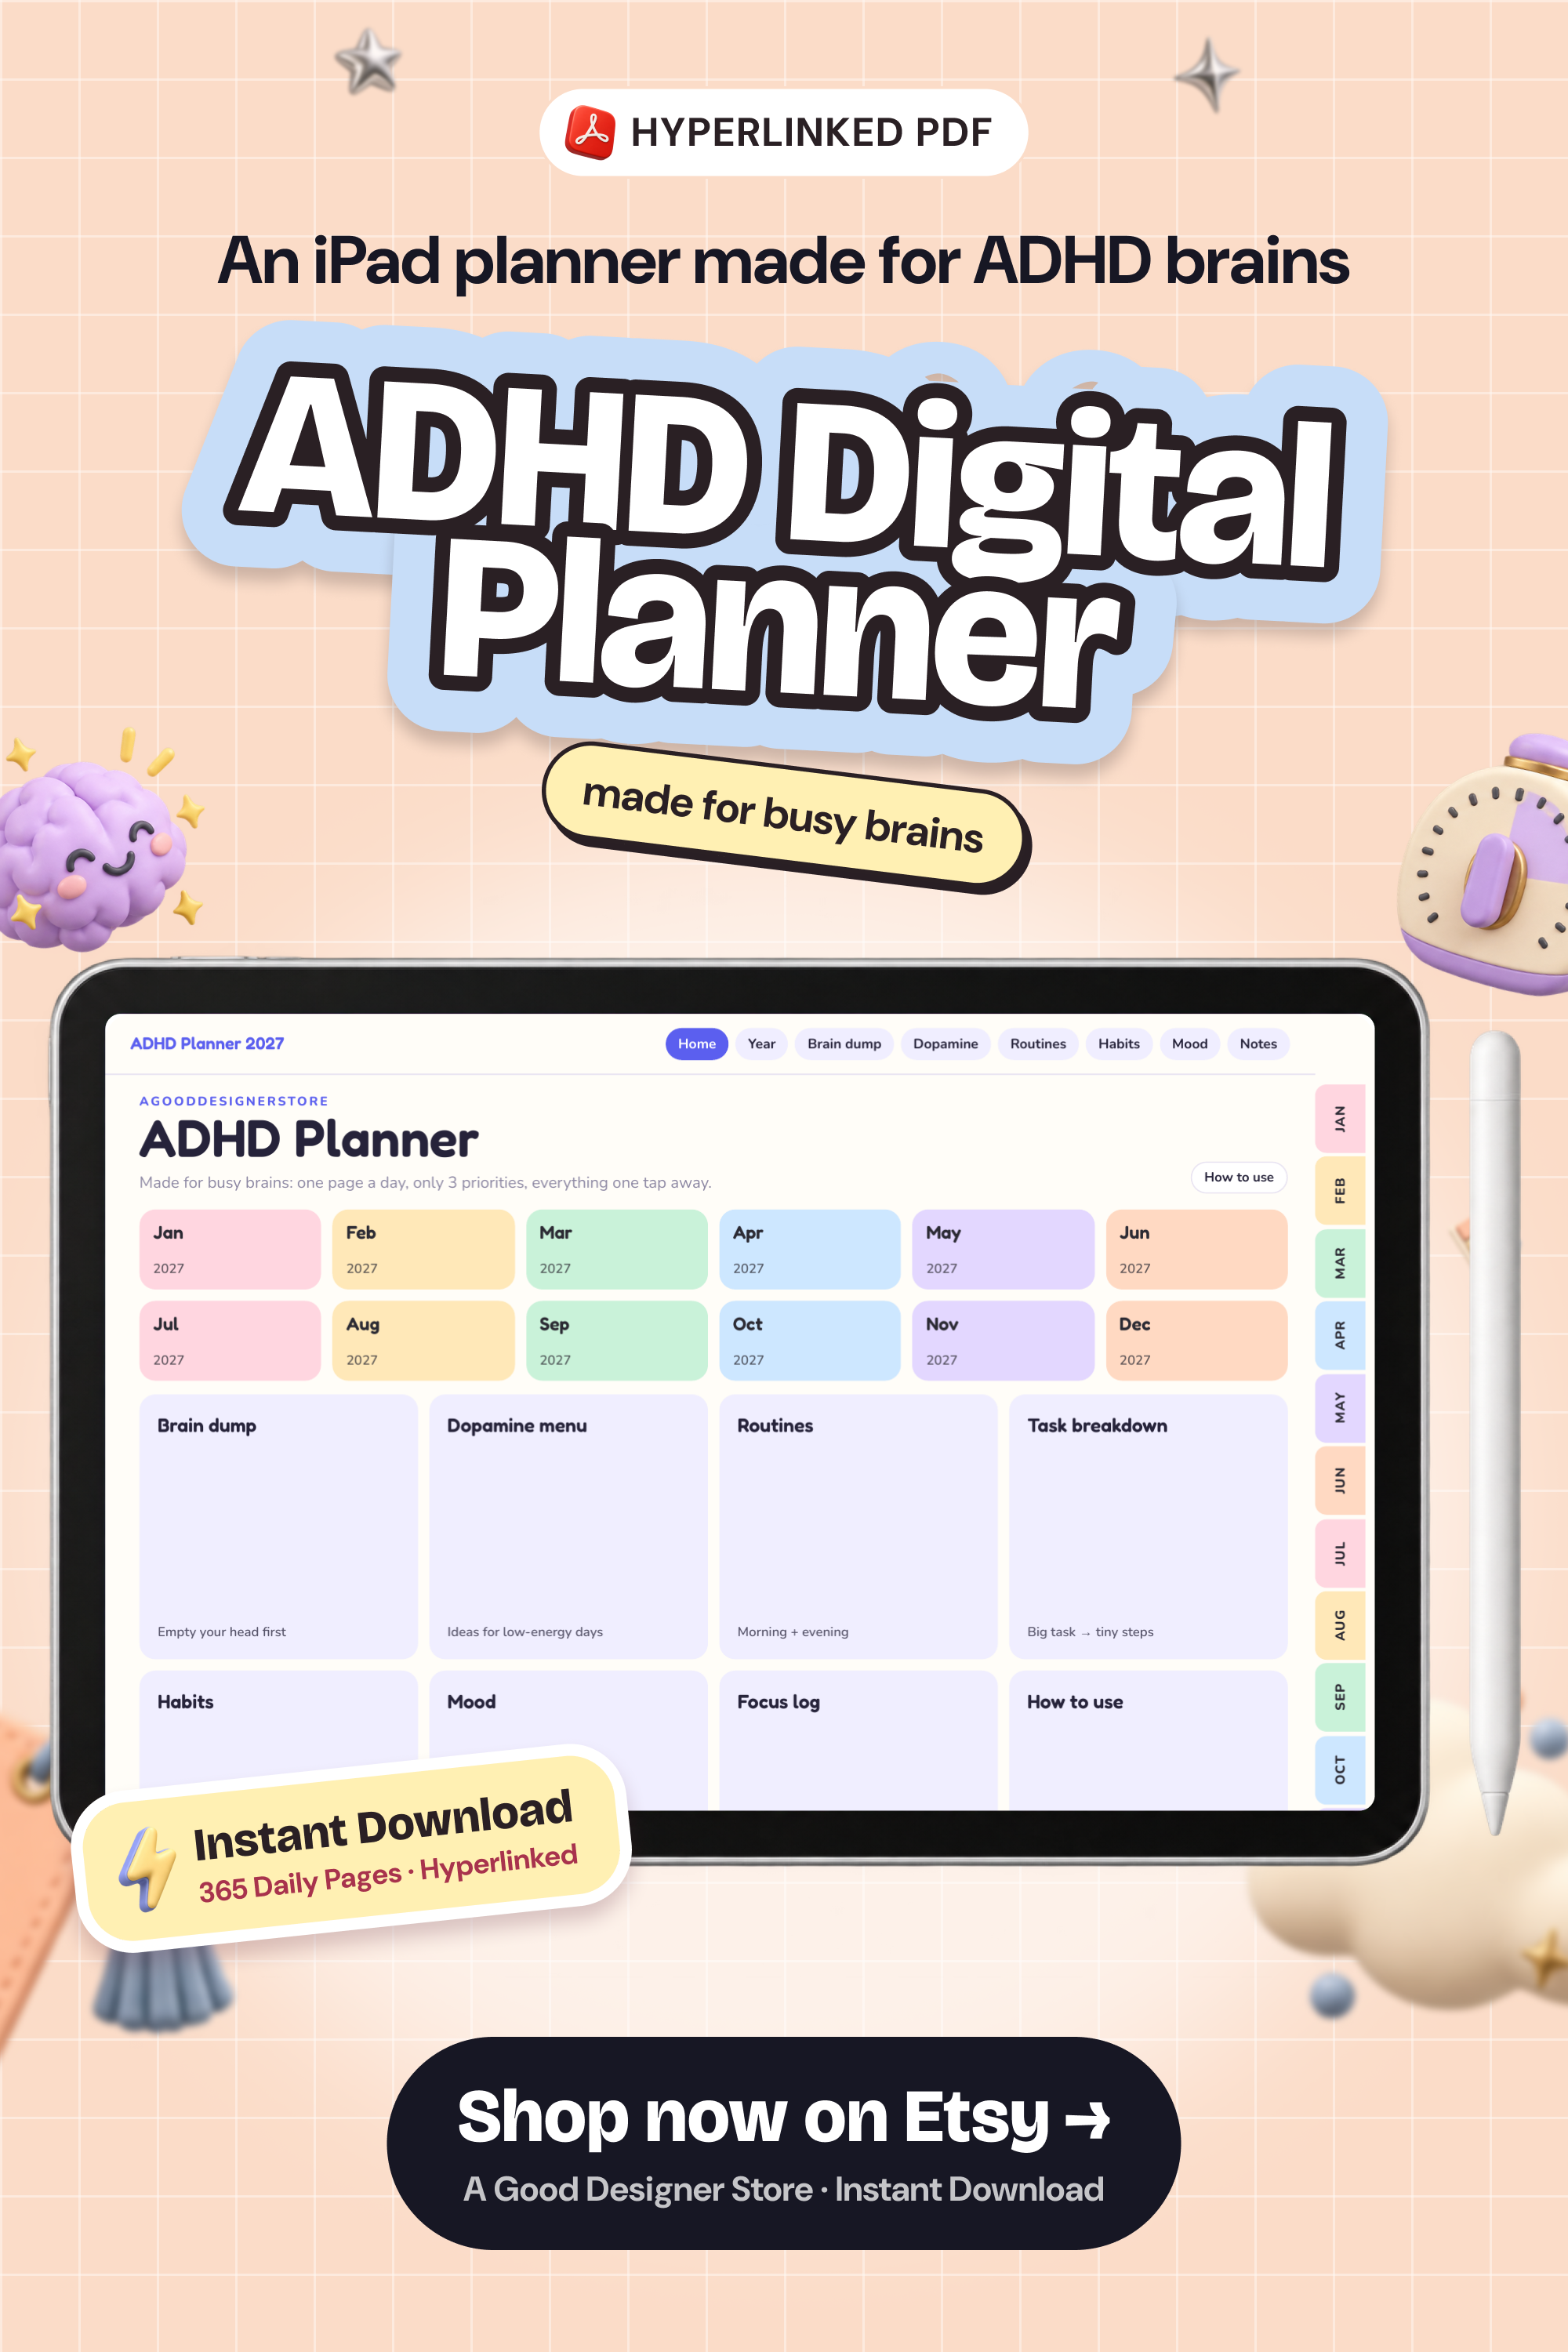 HYPERLINKED PDF
An iPad planner made for ADHD brains
ADHD Digital
Planner
made for busy brains
ADHD Planner 2027
Home Year Brain dump Dopamine Routines Habits Mood Notes
AGOODDESIGNERSTORE
ADHD Planner
Made for busy brains: one page a day, only 3 priorities, everything one tap away.
How to use
Jan Feb Mar Apr May Jun
2027 2027 2027 2027 2027 2027
Jul Aug Sep Oct Nov Dec
2027 2027 2027 2027 2027 2027
Brain dump Dopamine menu Routines Task breakdown
Empty your head first Ideas for low-energy days Morning + evening Big task → tiny steps
Habits Mood Focus log How to use
JAN
FEB
MAR
APR
MAY
JUN
JUL
AUG
SEP
OCT
Instant Download
365 Daily Pages · Hyperlinked
Shop now on Etsy →
A Good Designer Store · Instant Download